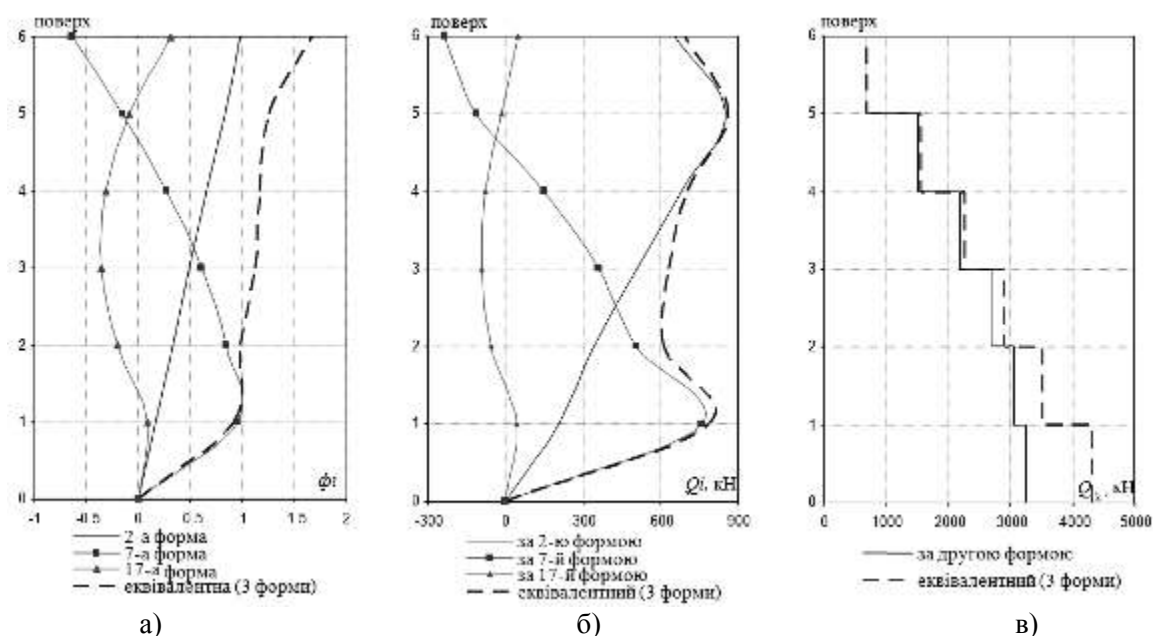 поверх
6
5
4
3
2
1
0
-1 -0.5 0 0.5 1 1.5 2
ϕi
2-а форма
7-а форма
17-а форма
еквівалентна (3 форми)
а)
поверх
6
5
4
3
2
1
0
-300 0 300 600 900
Qi, кН
за 2-ю формою
за 7-й формою
за 17-й формою
еквівалентний (3 форми)
б)
поверх
6
5
4
3
2
1
0
0 1000 2000 3000 4000 5000
кН
за другою формою
еквівалентний (3 форми)
в)